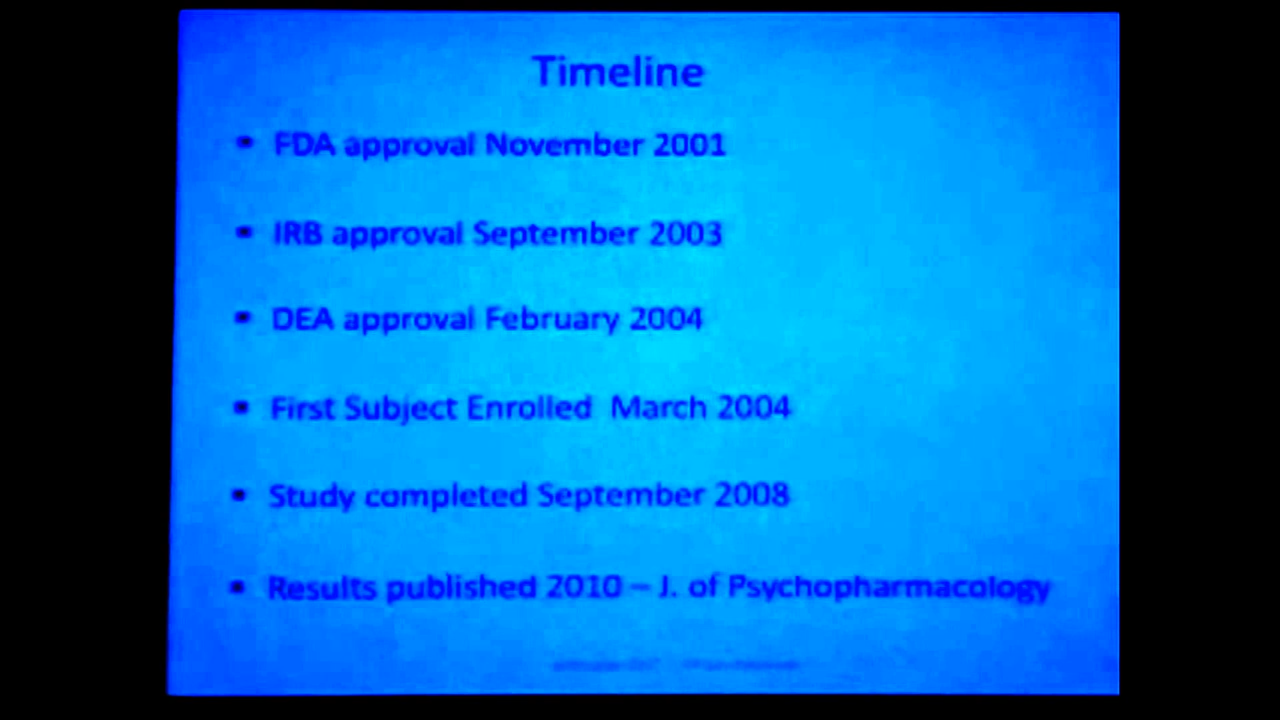 Timeline
• FDA approval November 2001
• IRB approval September 2003
• DEA approval February 2004
• First Subject Enrolled March 2004
• Study completed September 2008
• Results published 2010 – J. of Psychopharmacology